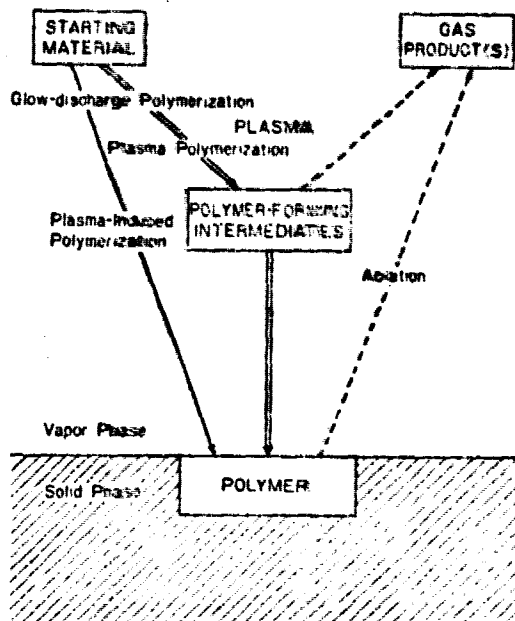 STARTING
MATERIAL
GAS
PRODUCT(S)
Glow-discharge Polymerization
PLASMA
Plasma Polymerization
POLYMER-FORMING
INTERMEDIATES
Plasma-Induced
Polymerization
Ablation
Vapor Phase
Solid Phase
POLYMER